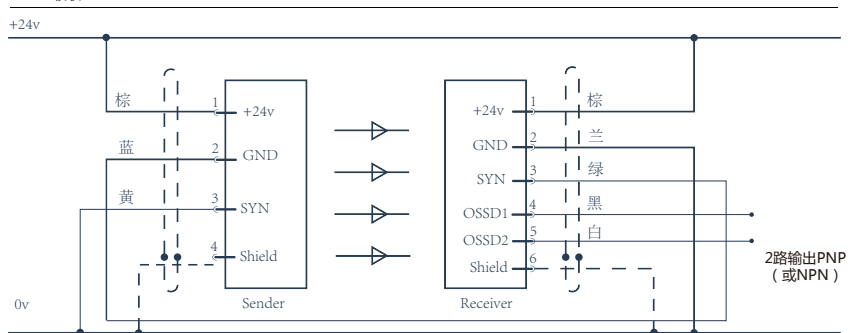 +24v
棕
1
+24v
蓝
2
GND
黄
3
SYN
4
Shield
0v
Sender
+24v
1
棕
GND
2
兰
SYN
3
绿
OSSD1
4
黑
OSSD2
5
白
Shield
6
Receiver
2路输出PNP
（或NPN）